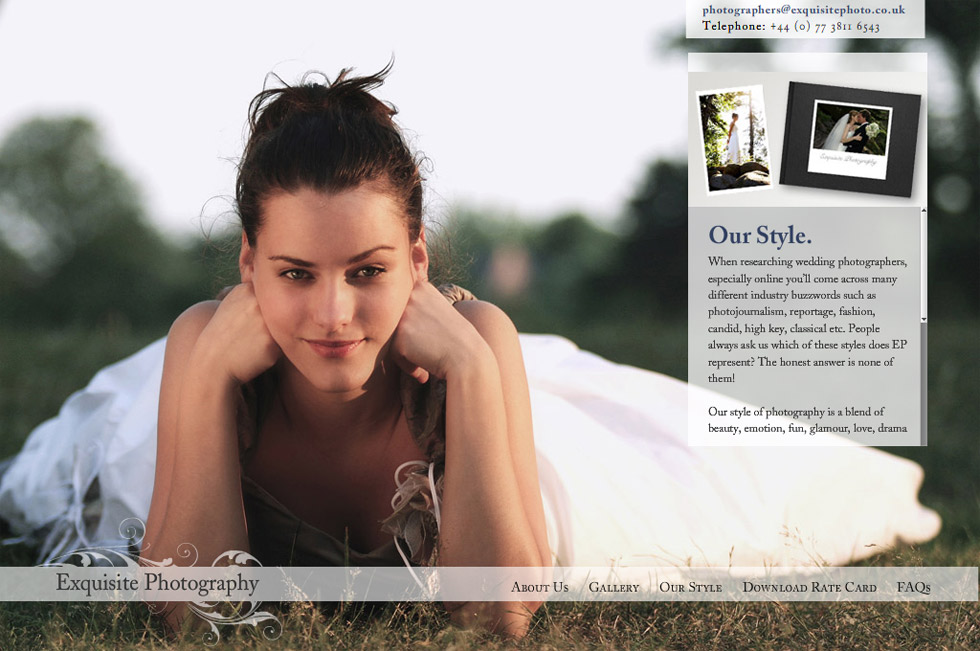 photographers@exquisitephoto.co.uk
Telephone: +44 (0) 77 3811 6543
Exquisite Photography
Our Style.
When researching wedding photographers,
especially online you'll come across many
different industry buzzwords such as
photojournalism, reportage, fashion,
candid, high key, classical etc. People
always ask us which of these styles does EP
represent? The honest answer is none of
them!
Our style of photography is a blend of
beauty, emotion, fun, glamour, love, drama
Exquisite Photography
About Us Gallery Our Style Download Rate Card FAQs